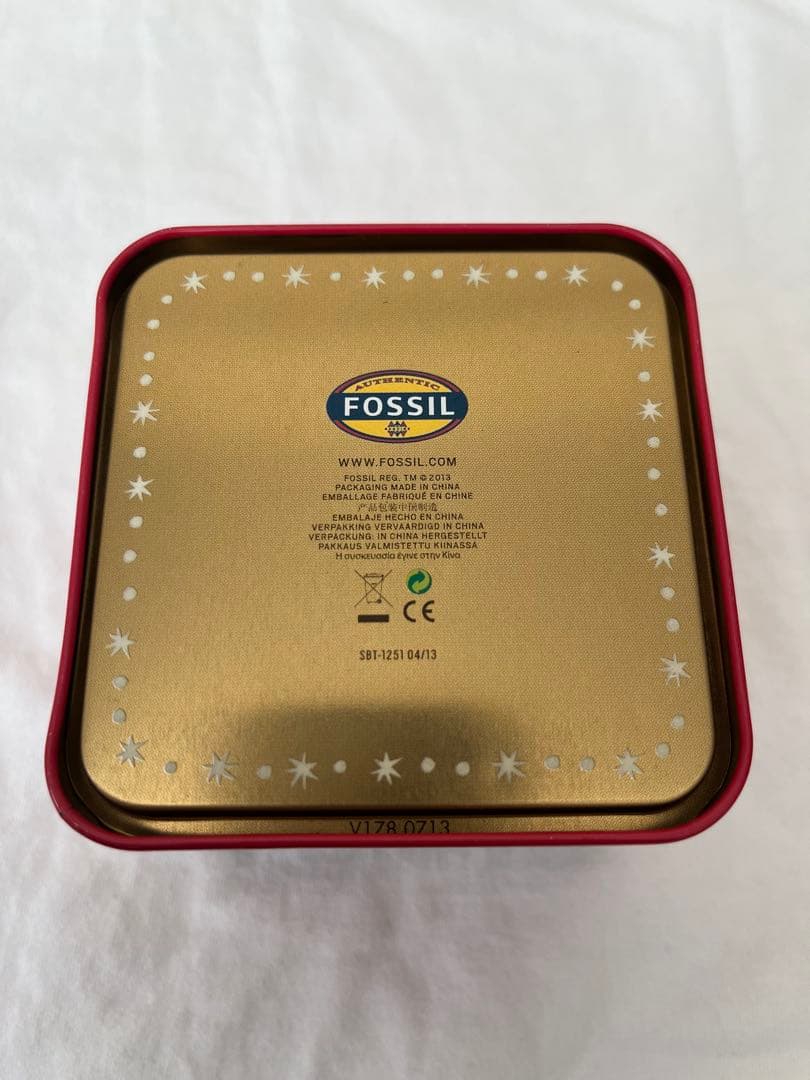 AUTHENTIC
FOSSIL
WWW.FOSSIL.COM
FOSSIL REG. TM © 2013
PACKAGING MADE IN CHINA
EMBALLAGE FABRIQUÉ EN CHINE
产品包装中国制造
EMBALAJE HECHO EN CHINA
VERPAKKING VERVAARDIGD IN CHINA
VERPACKUNG: IN CHINA HERGESTELLT
PAKKAUS VALMISTETTU KIINASSA
Η συσκευασία έγινε στην Κίνα
CE
SBT-1251 04/13
V178 0713